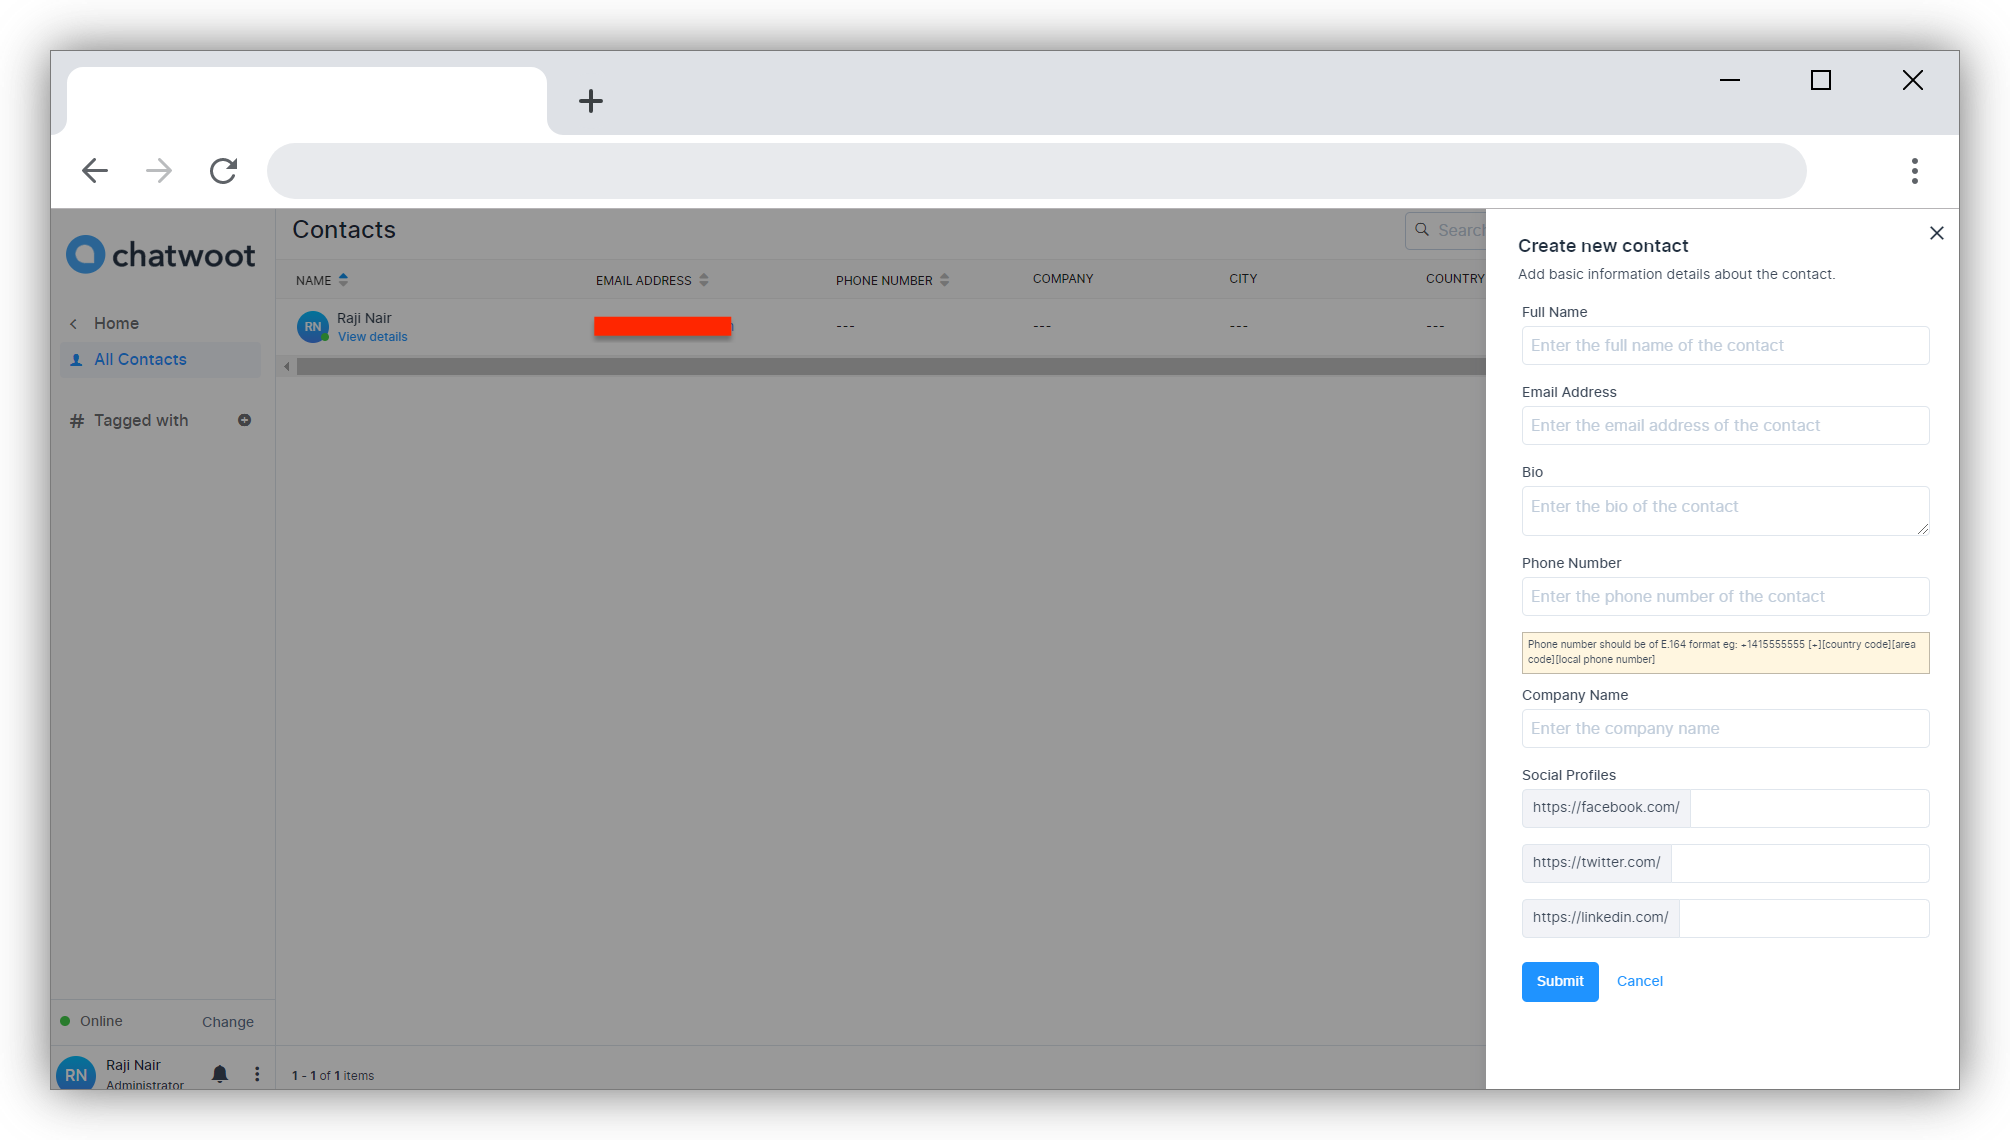 chatwoot
Home
All Contacts
# Tagged with
Online Change
RN Raji Nair
Administrator
Contacts
Search
NAME EMAIL ADDRESS PHONE NUMBER COMPANY CITY COUNTRY
RN Raji Nair --- --- --- ---
View details
1 - 1 of 1 items
Create new contact
Add basic information details about the contact.
Full Name
Enter the full name of the contact
Email Address
Enter the email address of the contact
Bio
Enter the bio of the contact
Phone Number
Enter the phone number of the contact
Phone number should be of E.164 format eg: +1415555555 [+][country code][area
code][local phone number]
Company Name
Enter the company name
Social Profiles
https://facebook.com/
https://twitter.com/
https://linkedin.com/
Submit Cancel